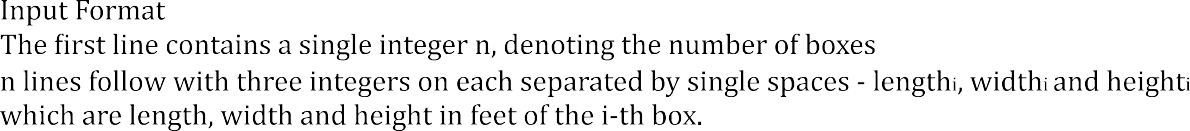 Input Format
The first line contains a single integer n, denoting the number of boxes
n lines follow with three integers on each separated by single spaces - lengthᵢ, widthᵢ and heightᵢ
which are length, width and height in feet of the i-th box.